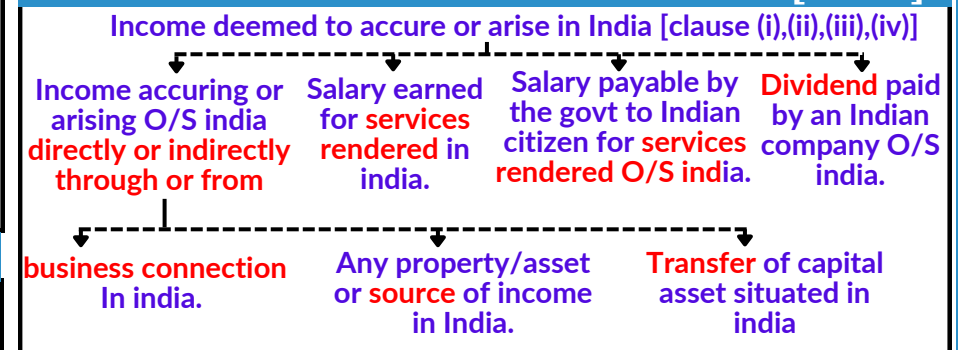 Income deemed to accure or arise in India [clause (i),(ii),(iii),(iv)]
Income accuring or
arising O/S india
directly or indirectly
through or from
Salary earned
for services
rendered in
india.
Salary payable by
the govt to Indian
citizen for services
rendered O/S india.
Dividend paid
by an Indian
company O/S
india.
business connection
In india.
Any property/asset
or source of income
in India.
Transfer of capital
asset situated in
india